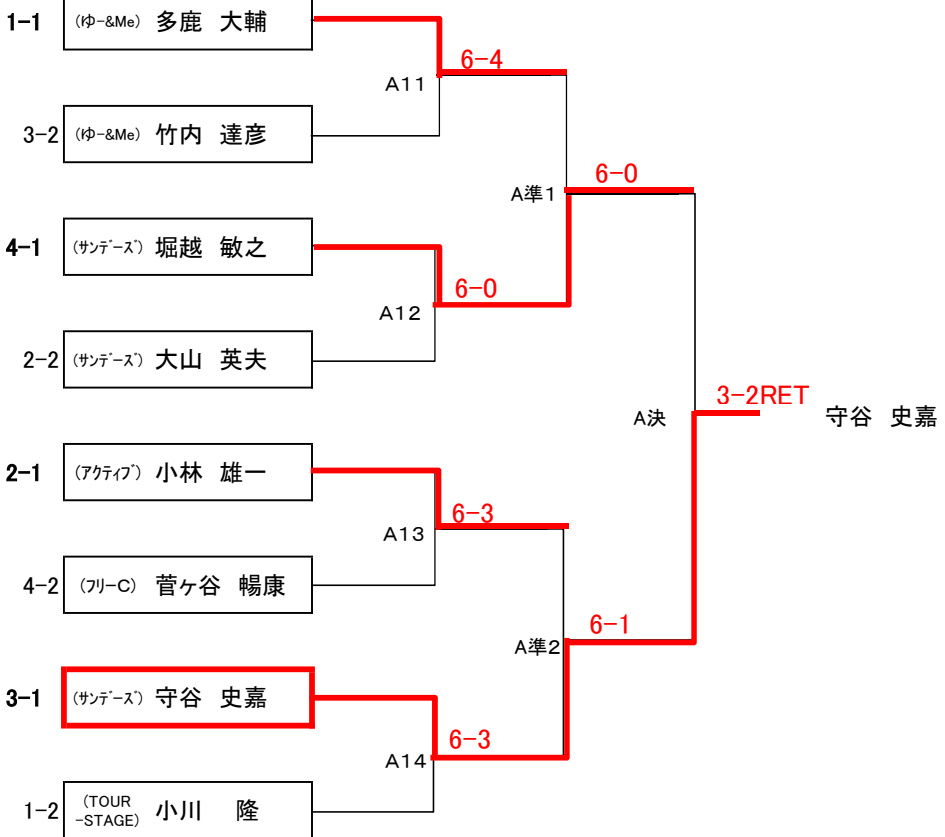 1-1 (ゆー&Me) 多鹿 大輔
6-4
A11
3-2 (ゆー&Me) 竹内 達彦
6-0
A準1
4-1 (サンデーズ) 堀越 敏之
6-0
A12
2-2 (サンデーズ) 大山 英夫
3-2RET
A決 守谷 史嘉
2-1 (アクティブ) 小林 雄一
6-3
A13
4-2 (フリーC) 菅ヶ谷 暢康
6-1
A準2
3-1 (サンデーズ) 守谷 史嘉
6-3
A14
1-2 (TOUR
-STAGE) 小川 隆